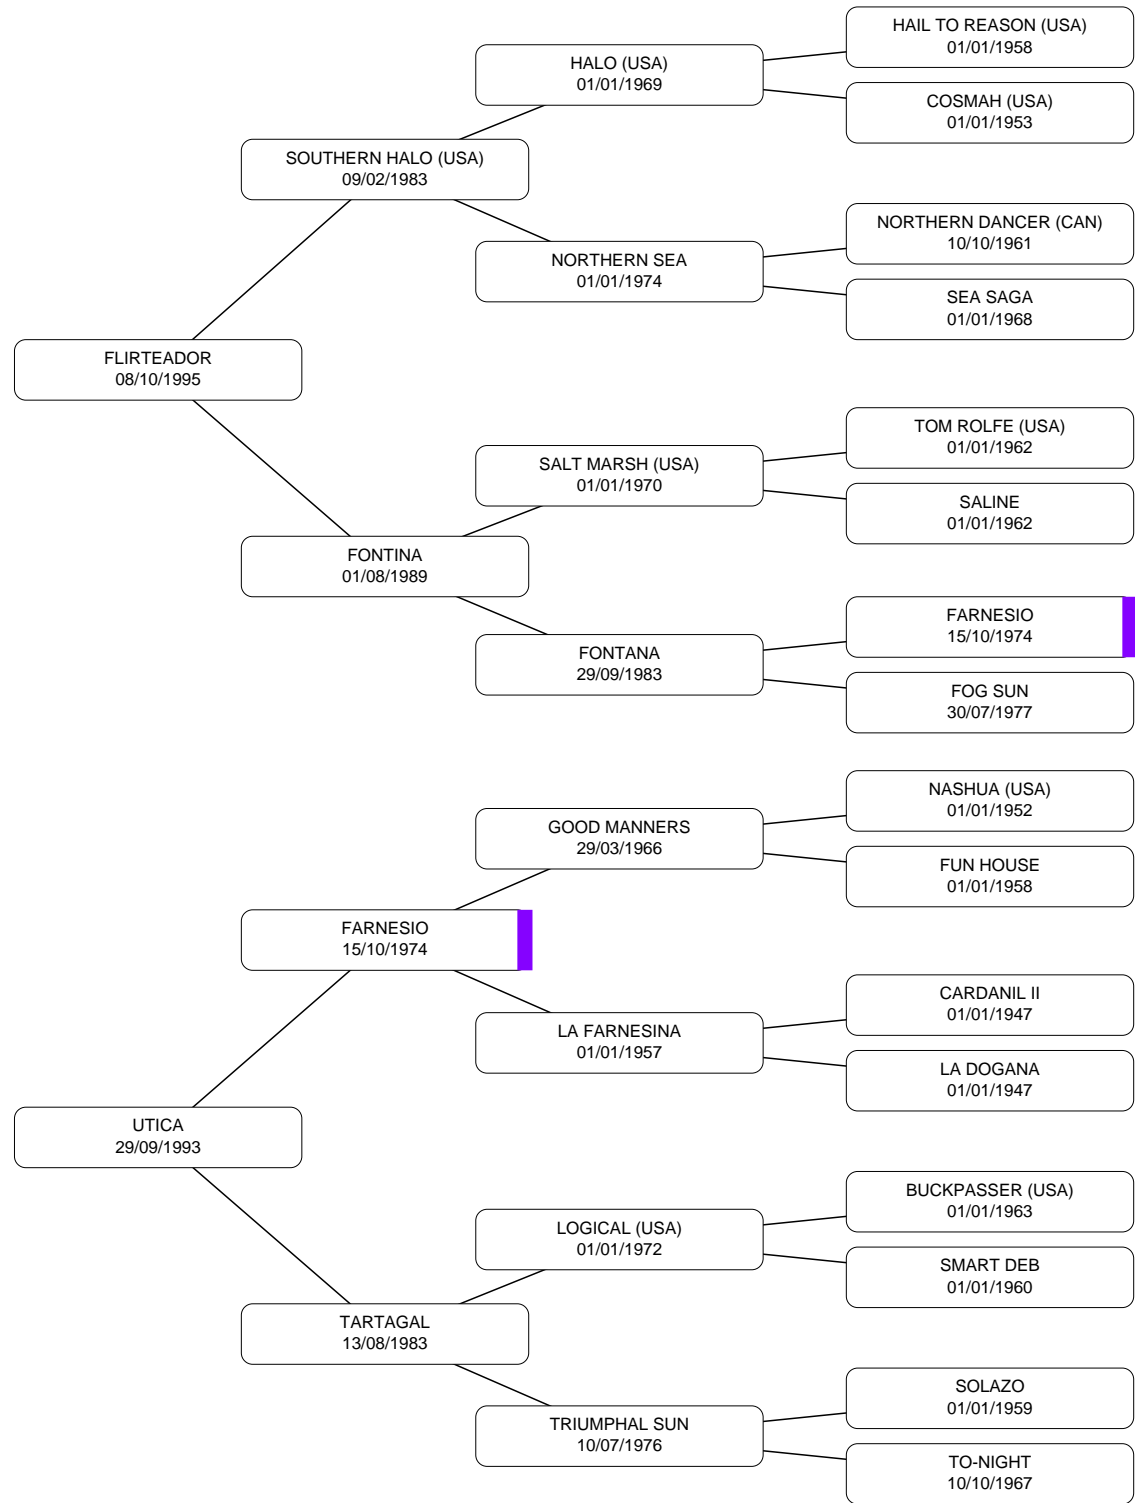 HAIL TO REASON (USA)
01/01/1958
HALO (USA)
01/01/1969
COSMAH (USA)
01/01/1953
SOUTHERN HALO (USA)
09/02/1983
NORTHERN DANCER (CAN)
10/10/1961
NORTHERN SEA
01/01/1974
SEA SAGA
01/01/1968
FLIRTEADOR
08/10/1995
TOM ROLFE (USA)
01/01/1962
SALT MARSH (USA)
01/01/1970
SALINE
01/01/1962
FONTINA
01/08/1989
FARNESIO
15/10/1974
FONTANA
29/09/1983
FOG SUN
30/07/1977
NASHUA (USA)
01/01/1952
GOOD MANNERS
29/03/1966
FUN HOUSE
01/01/1958
FARNESIO
15/10/1974
CARDANIL II
01/01/1947
LA FARNESINA
01/01/1957
LA DOGANA
01/01/1947
UTICA
29/09/1993
BUCKPASSER (USA)
01/01/1963
LOGICAL (USA)
01/01/1972
SMART DEB
01/01/1960
TARTAGAL
13/08/1983
SOLAZO
01/01/1959
TRIUMPHAL SUN
10/07/1976
TO-NIGHT
10/10/1967